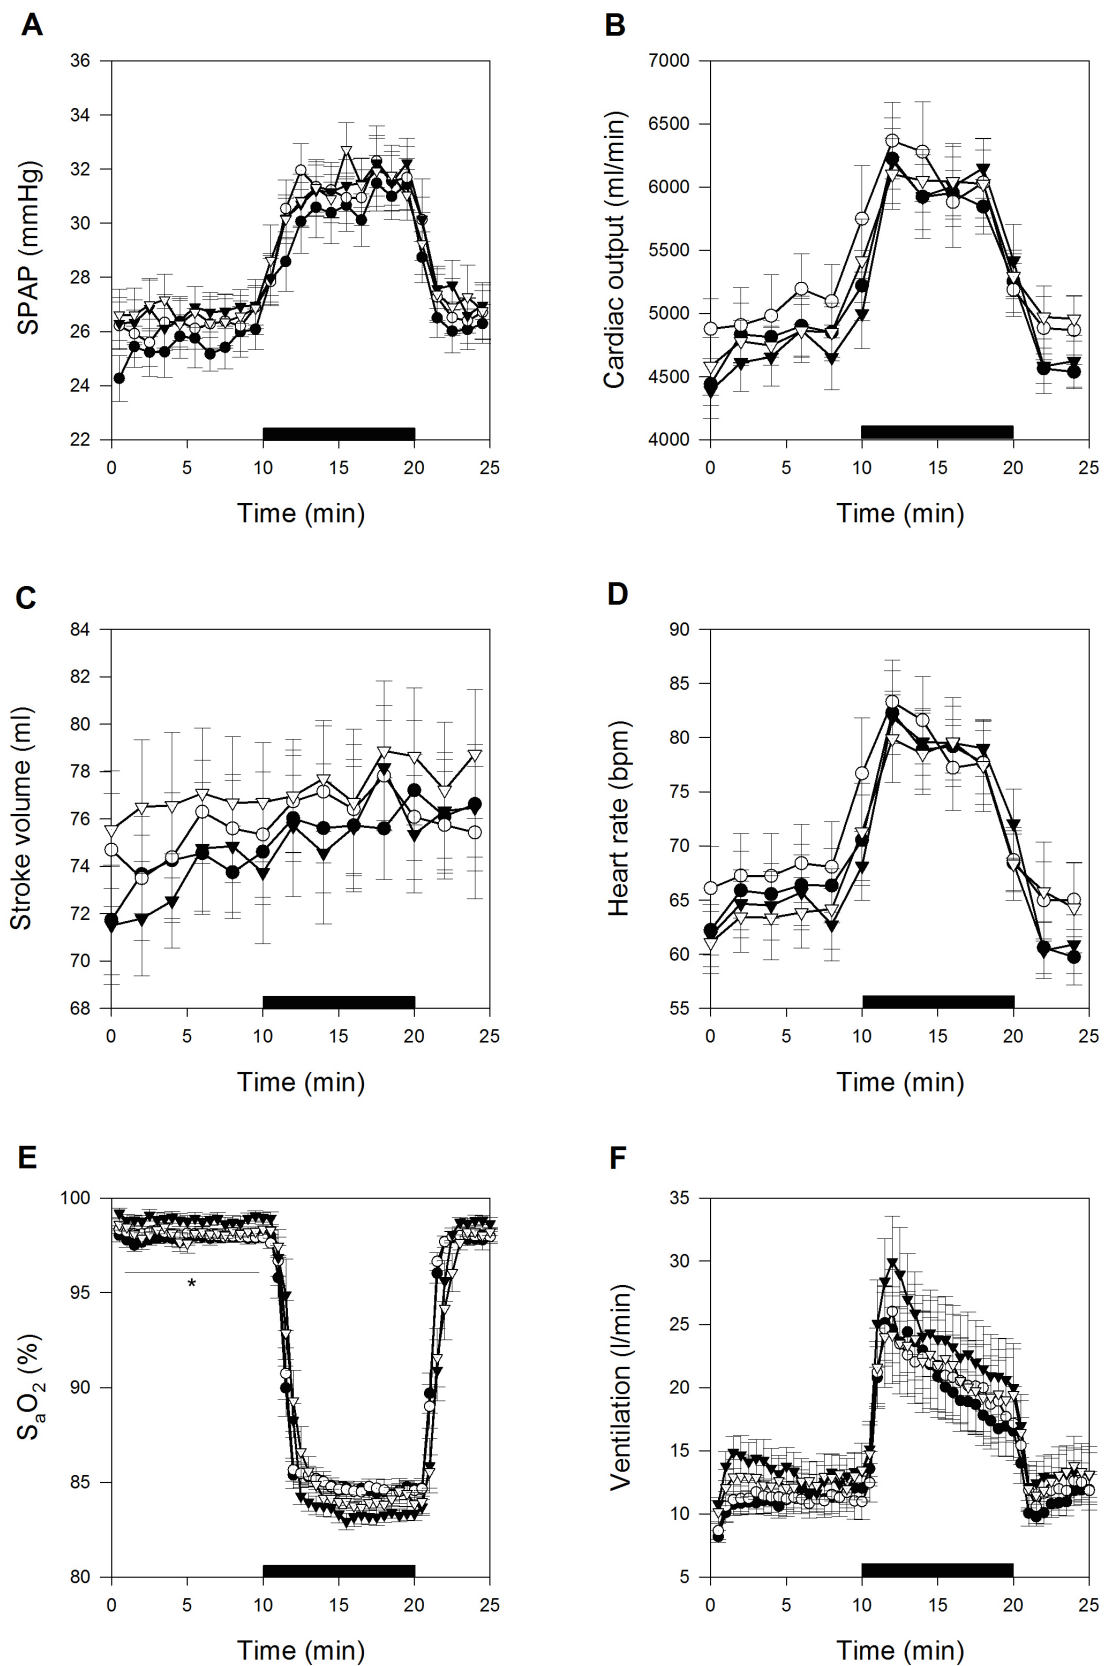 A
B
36
34
32
30
28
26
24
22
SPAP (mmHg)
0 5 10 15 20 25
Time (min)
7000
6500
6000
5500
5000
4500
4000
Cardiac output (ml/min)
0 5 10 15 20 25
Time (min)
C
D
84
82
80
78
76
74
72
70
68
Stroke volume (ml)
0 5 10 15 20 25
Time (min)
90
85
80
75
70
65
60
55
Heart rate (bpm)
0 5 10 15 20 25
Time (min)
E
F
100
95
90
85
80
SaO2 (%)
*
0 5 10 15 20 25
Time (min)
35
30
25
20
15
10
5
Ventilation (l/min)
0 5 10 15 20 25
Time (min)